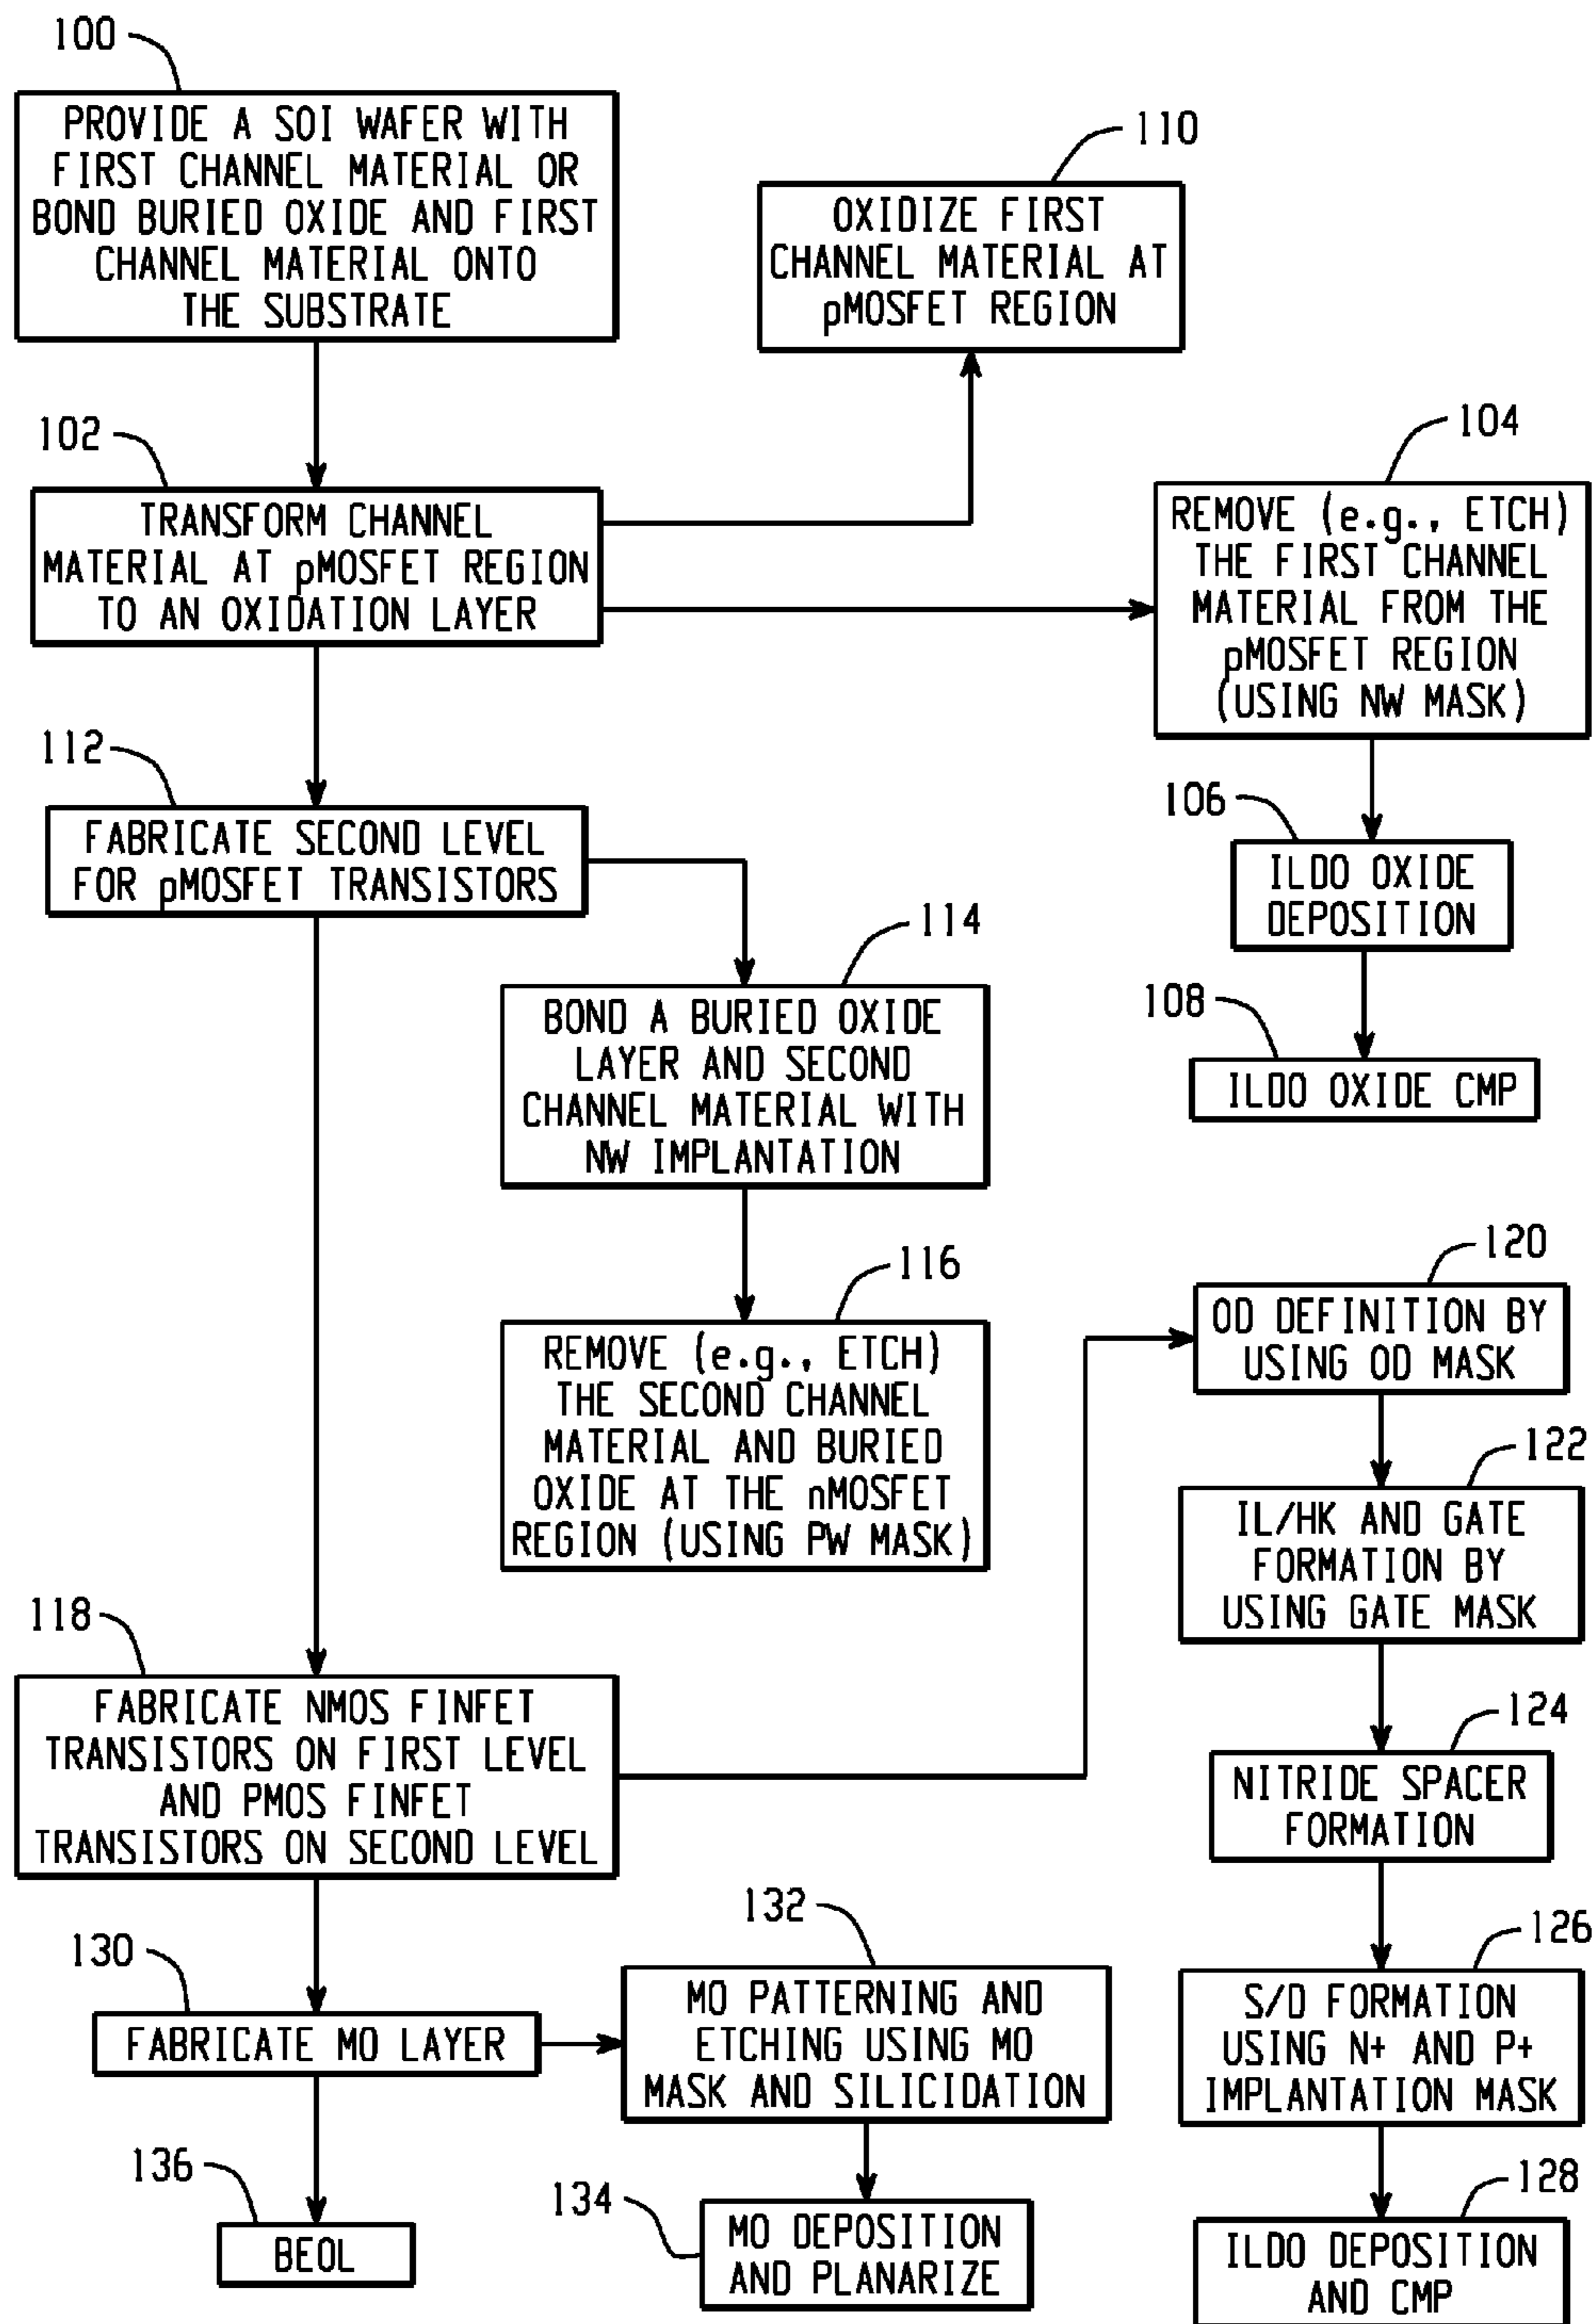 100
PROVIDE A SOI WAFER WITH
FIRST CHANNEL MATERIAL OR
BOND BURIED OXIDE AND FIRST
CHANNEL MATERIAL ONTO
THE SUBSTRATE
110
OXIDIZE FIRST
CHANNEL MATERIAL AT
pMOSFET REGION
102
TRANSFORM CHANNEL
MATERIAL AT pMOSFET REGION
TO AN OXIDATION LAYER
104
REMOVE (e.g., ETCH)
THE FIRST CHANNEL
MATERIAL FROM THE
pMOSFET REGION
(USING NW MASK)
106
ILDO OXIDE
DEPOSITION
108
ILDO OXIDE CMP
112
FABRICATE SECOND LEVEL
FOR pMOSFET TRANSISTORS
114
BOND A BURIED OXIDE
LAYER AND SECOND
CHANNEL MATERIAL WITH
NW IMPLANTATION
116
REMOVE (e.g., ETCH)
THE SECOND CHANNEL
MATERIAL AND BURIED
OXIDE AT THE nMOSFET
REGION (USING PW MASK)
118
FABRICATE NMOS FINFET
TRANSISTORS ON FIRST LEVEL
AND PMOS FINFET
TRANSISTORS ON SECOND LEVEL
120
OD DEFINITION BY
USING OD MASK
122
IL/HK AND GATE
FORMATION BY
USING GATE MASK
124
NITRIDE SPACER
FORMATION
126
S/D FORMATION
USING N+ AND P+
IMPLANTATION MASK
128
ILDO DEPOSITION
AND CMP
130
FABRICATE MO LAYER
132
MO PATTERNING AND
ETCHING USING MO
MASK AND SILICIDATION
134
MO DEPOSITION
AND PLANARIZE
136
BEOL